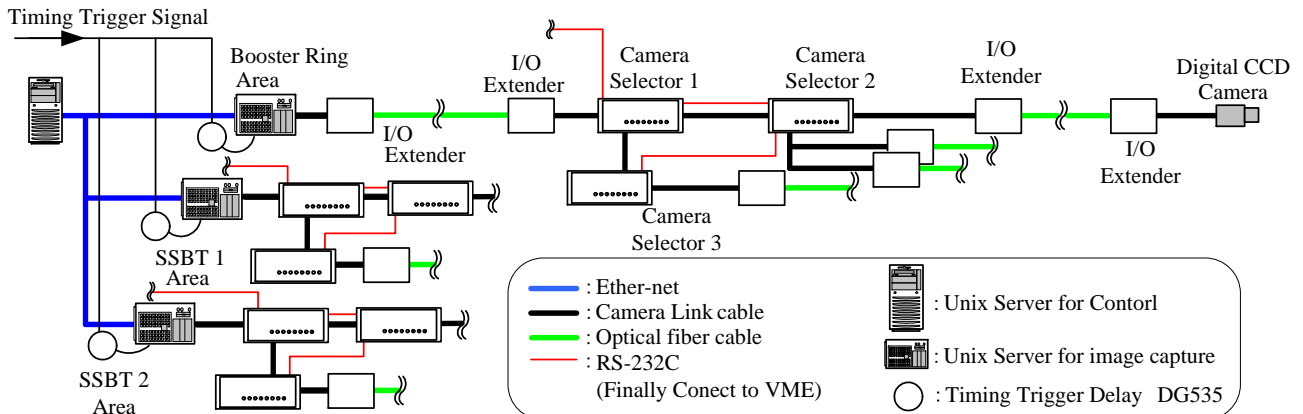 Timing Trigger Signal
Booster Ring
Area
I/O
Extender
I/O
Extender
Camera
Selector 1
Camera
Selector 2
I/O
Extender
Digital CCD
Camera
I/O
Extender
SSBT 1
Area
Camera
Selector 3
SSBT 2
Area
: Ether-net
: Camera Link cable
: Optical fiber cable
: RS-232C
(Finally Conect to VME)
: Unix Server for Contorl
: Unix Server for image capture
: Timing Trigger Delay DG535